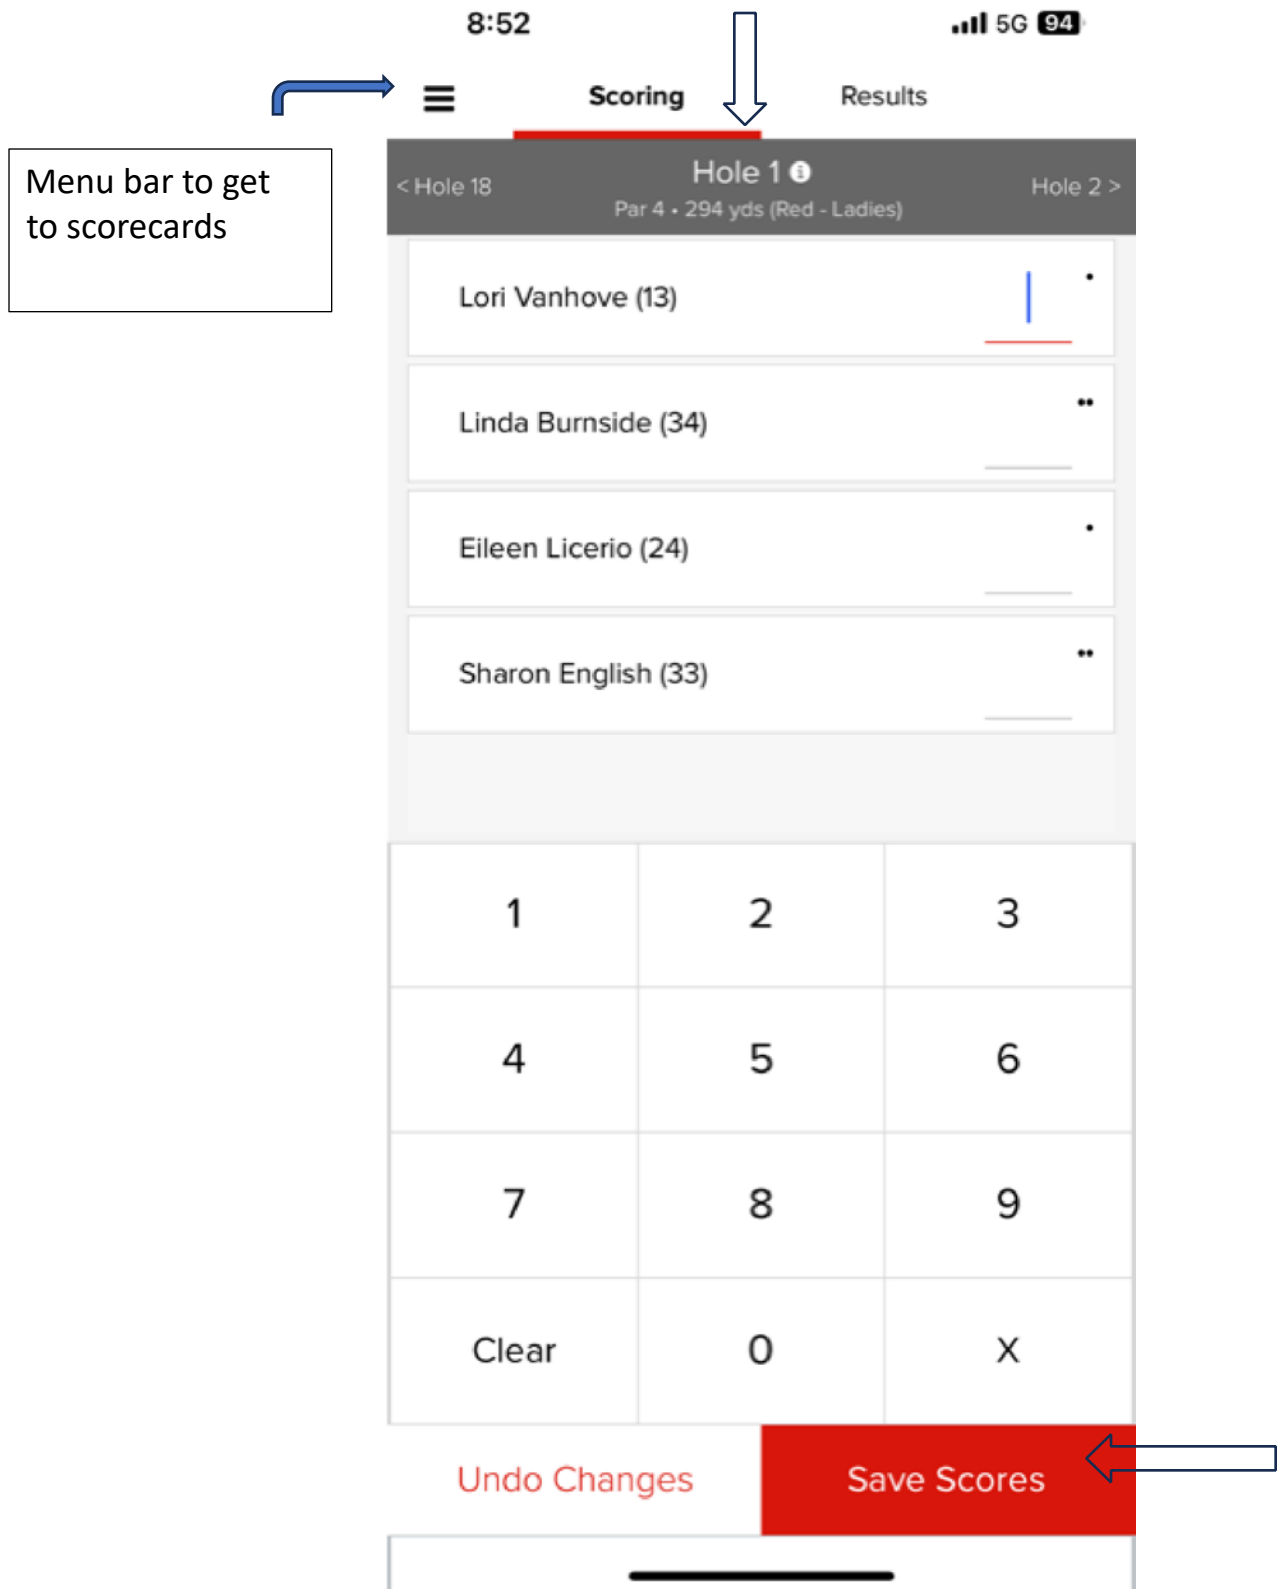 8:52 5G 94
Scoring Results
Menu bar to get
to scorecards
< Hole 18 Hole 1 Hole 2 >
Par 4 • 294 yds (Red - Ladies)
Lori Vanhove (13)
Linda Burnside (34)
Eileen Licerio (24)
Sharon English (33)
1 2 3
4 5 6
7 8 9
Clear 0 X
Undo Changes Save Scores